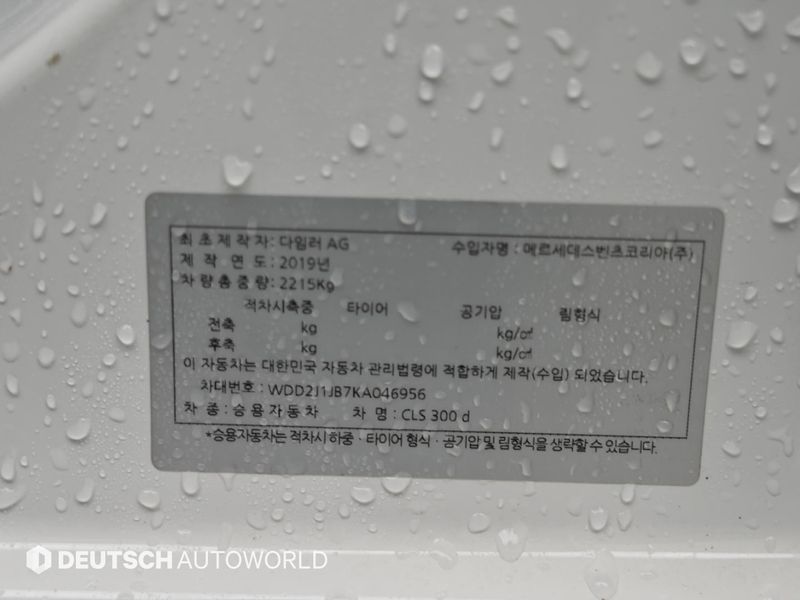 최초제작자: 다임러 AG 수입자명 : 메르세데스벤츠코리아(주)
제 작 연 도: 2019년
차 량 총 중 량: 2215Kg
적차시축중 타이어 공기압 림형식
전축 kg kg/㎠
후축 kg kg/㎠
이 자동차는 대한민국 자동차 관리법령에 적합하게 제작(수입) 되었습니다.
차대번호 : WDD2J1JB7KA046956
차 종 : 승용자동차 차 명 : CLS 300 d
*승용자동차는 적차시 하중 · 타이어 형식 · 공기압 및 림형식을 생략할 수 있습니다.
DEUTSCH AUTOWORLD